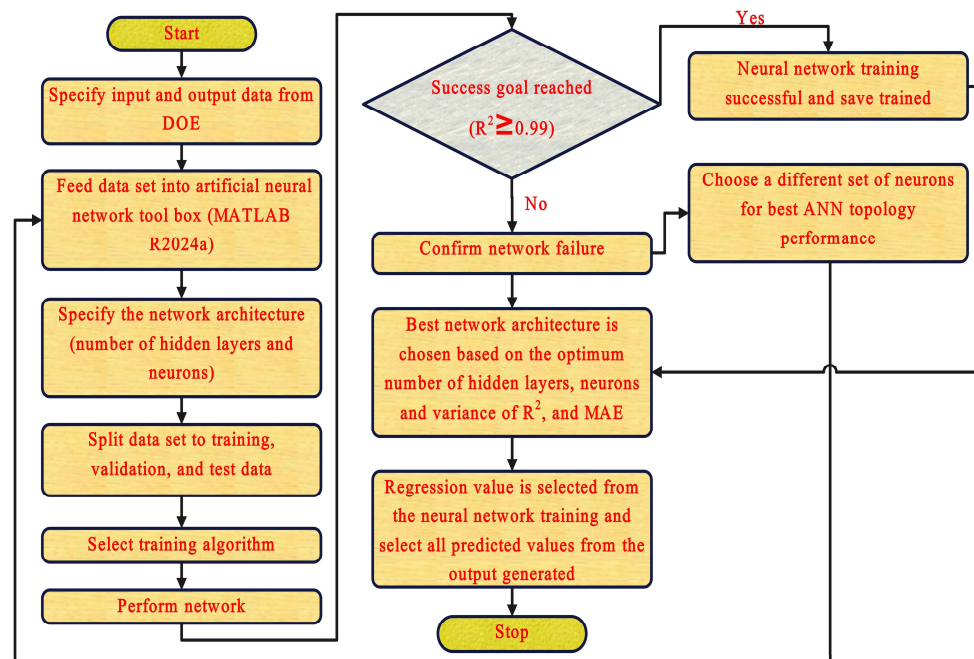 Start
Specify input and output data from
DOE
Feed data set into artificial neural
network tool box (MATLAB
R2024a)
Specify the network architecture
(number of hidden layers and
neurons)
Split data set to training,
validation, and test data
Select training algorithm
Perform network
Success goal reached
(R²≥0.99)
Yes
Neural network training
successful and save trained
No
Confirm network failure
Choose a different set of neurons
for best ANN topology
performance
Best network architecture is
chosen based on the optimum
number of hidden layers, neurons
and variance of R², and MAE
Regression value is selected from
the neural network training and
select all predicted values from the
output generated
Stop